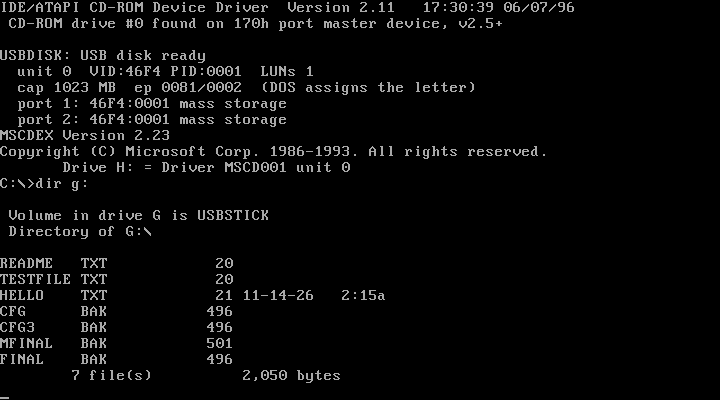 IDE/ATAPI CD-ROM Device Driver  Version 2.11   17:30:39 06/07/96
 CD-ROM drive #0 found on 170h port master device, v2.5+

USBDISK: USB disk ready
  unit 0  VID:46F4 PID:0001  LUNs 1
  cap 1023 MB  ep 0081/0002  (DOS assigns the letter)
  port 1: 46F4:0001 mass storage
  port 2: 46F4:0001 mass storage
MSCDEX Version 2.23
Copyright (C) Microsoft Corp. 1986-1993. All rights reserved.
       Drive H: = Driver MSCD001 unit 0
C:\>dir g:

 Volume in drive G is USBSTICK
 Directory of G:\

README   TXT            20
TESTFILE TXT            20
HELLO    TXT            21 11-14-26   2:15a
CFG      BAK           496
CFG3     BAK           496
MFINAL   BAK           501
FINAL    BAK           496
        7 file(s)          2,050 bytes